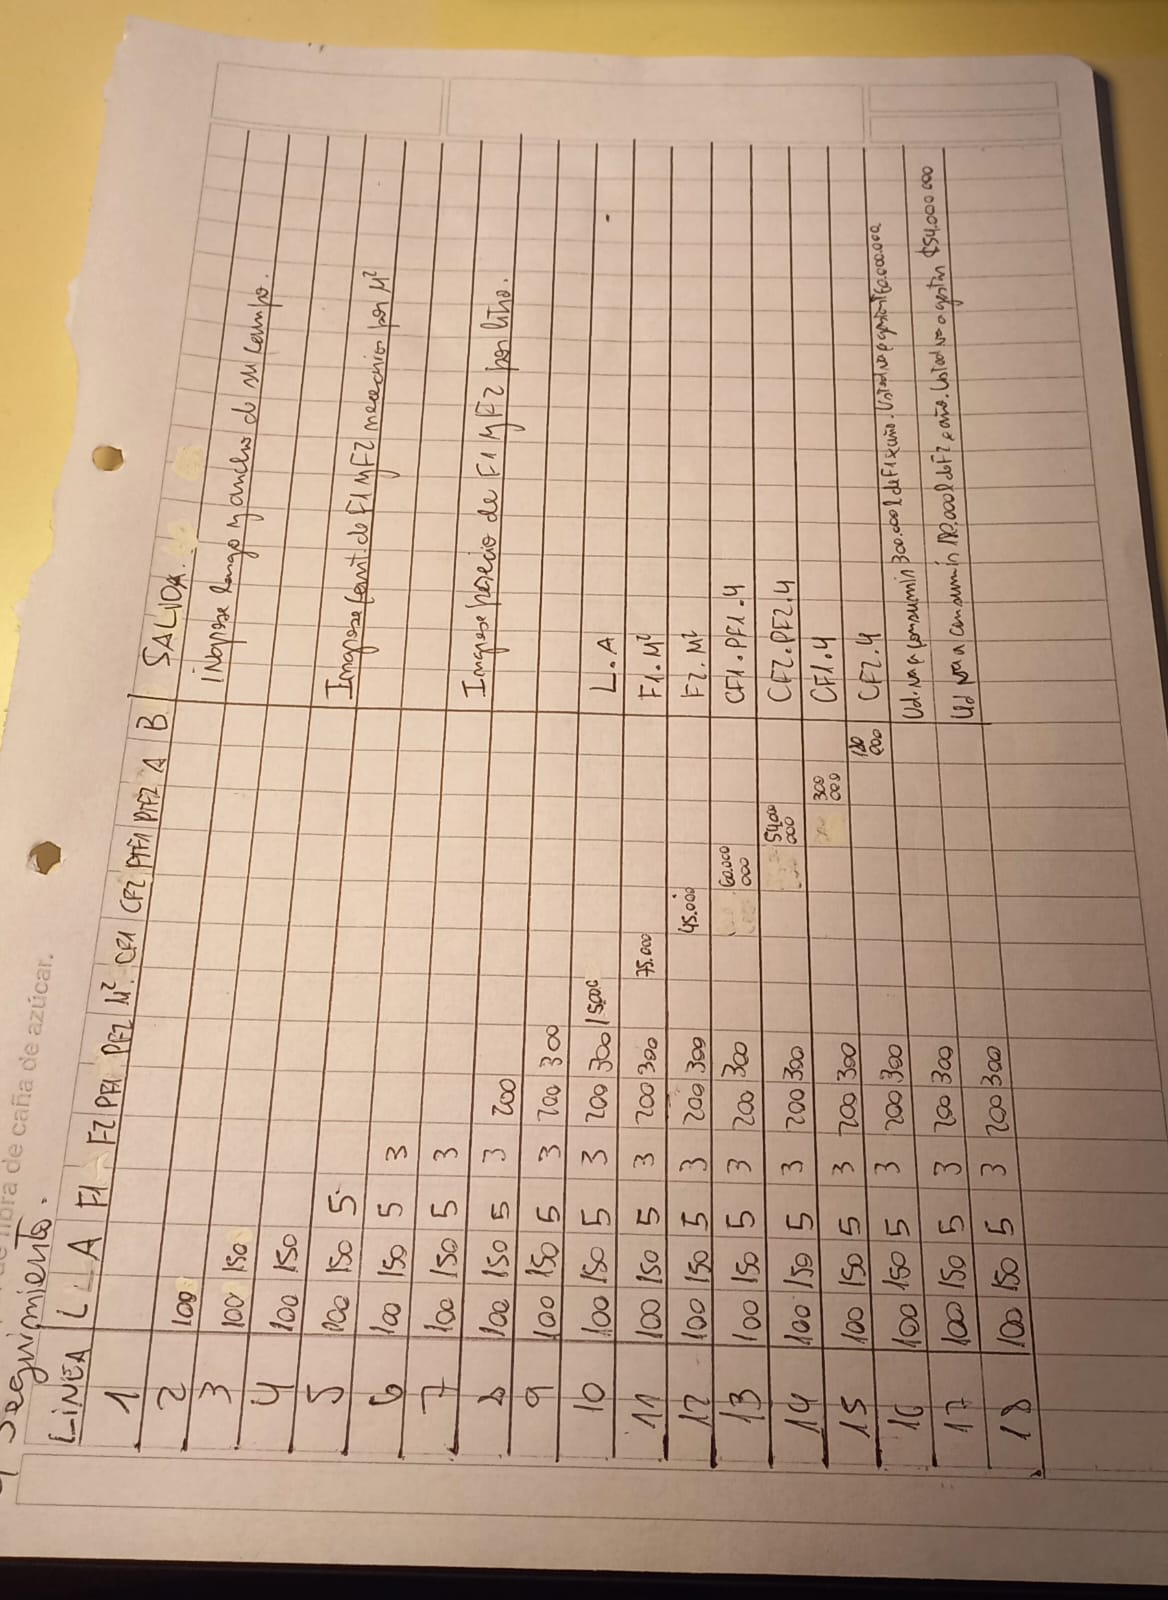 fibra de caña de azúcar.
Seguimiento.
LINEA L A F1 F2 PF1 PF2 M² CF1 CF2 PTF1 PTF2 A B SALIDA
1 Ingrese largo y ancho de su campo.
2 100
3 100 150
4 100 150 Ingrese cant. de F1 y F2 necesarios por M²
5 100 150 5
6 100 150 5 3
7 100 150 5 3 Ingrese precio de F1 y F2 por litro.
8 100 150 5 3 200
9 100 150 5 3 200 300
10 100 150 5 3 200 300 15000 L.A
11 100 150 5 3 200 300 75.000 F1.M²
12 100 150 5 3 200 300 45.000 F2.M²
13 100 150 5 3 200 300 60.000 000 CF1.PF1.4
14 100 150 5 3 200 300 54.000 000 CF2.PF2.4
15 100 150 5 3 200 300 300 000 CF1.4
16 100 150 5 3 200 300 180 000 CF2.4
17 100 150 5 3 200 300 Ud. va a consumir 300.000 l de F1 x año. Usted va a gastar $60.000.000
18 100 150 5 3 200 300 Ud va a consumir 180.000 l de F2 x año. Usted va a gastar $54.000 000